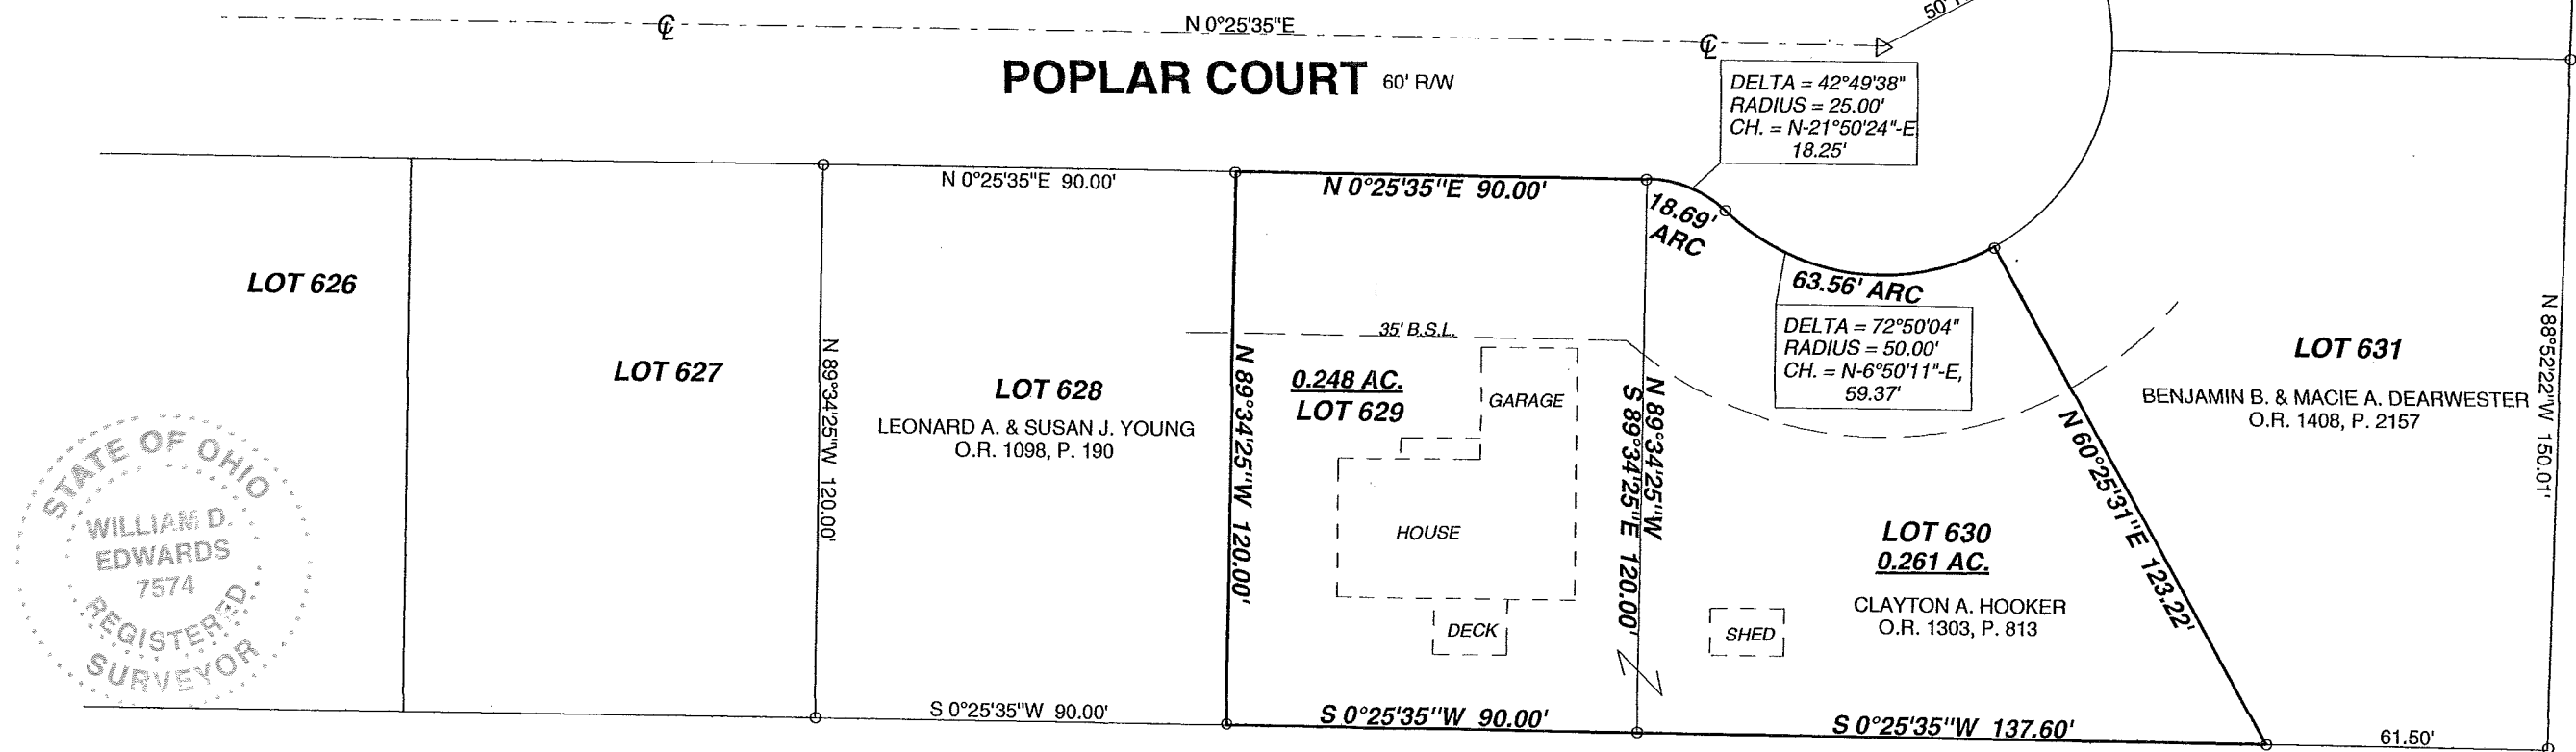 N 0°25'35"E
℄
℄
50'
POPLAR COURT 60' R/W
DELTA = 42°49'38"
RADIUS = 25.00'
CH. = N-21°50'24"-E
18.25'
N 0°25'35"E 90.00'
N 0°25'35"E 90.00'
18.69'
ARC
63.56' ARC
DELTA = 72°50'04"
RADIUS = 50.00'
CH. = N-6°50'11"-E,
59.37'
LOT 626
LOT 627
N 89°34'25"W 120.00'
LOT 628
LEONARD A. & SUSAN J. YOUNG
O.R. 1098, P. 190
N 89°34'25"W 120.00'
35' B.S.L.
0.248 AC.
LOT 629
GARAGE
HOUSE
DECK
N 89°34'25"W
S 89°34'25"E 120.00'
LOT 630
0.261 AC.
CLAYTON A. HOOKER
O.R. 1303, P. 813
SHED
N 60°25'31"E 123.22'
LOT 631
BENJAMIN B. & MACIE A. DEARWESTER
O.R. 1408, P. 2157
N 88°52'22"W 150.01'
STATE OF OHIO
WILLIAM D.
EDWARDS
7574
REGISTERED
SURVEYOR
S 0°25'35"W 90.00'
S 0°25'35"W 90.00'
S 0°25'35"W 137.60'
61.50'